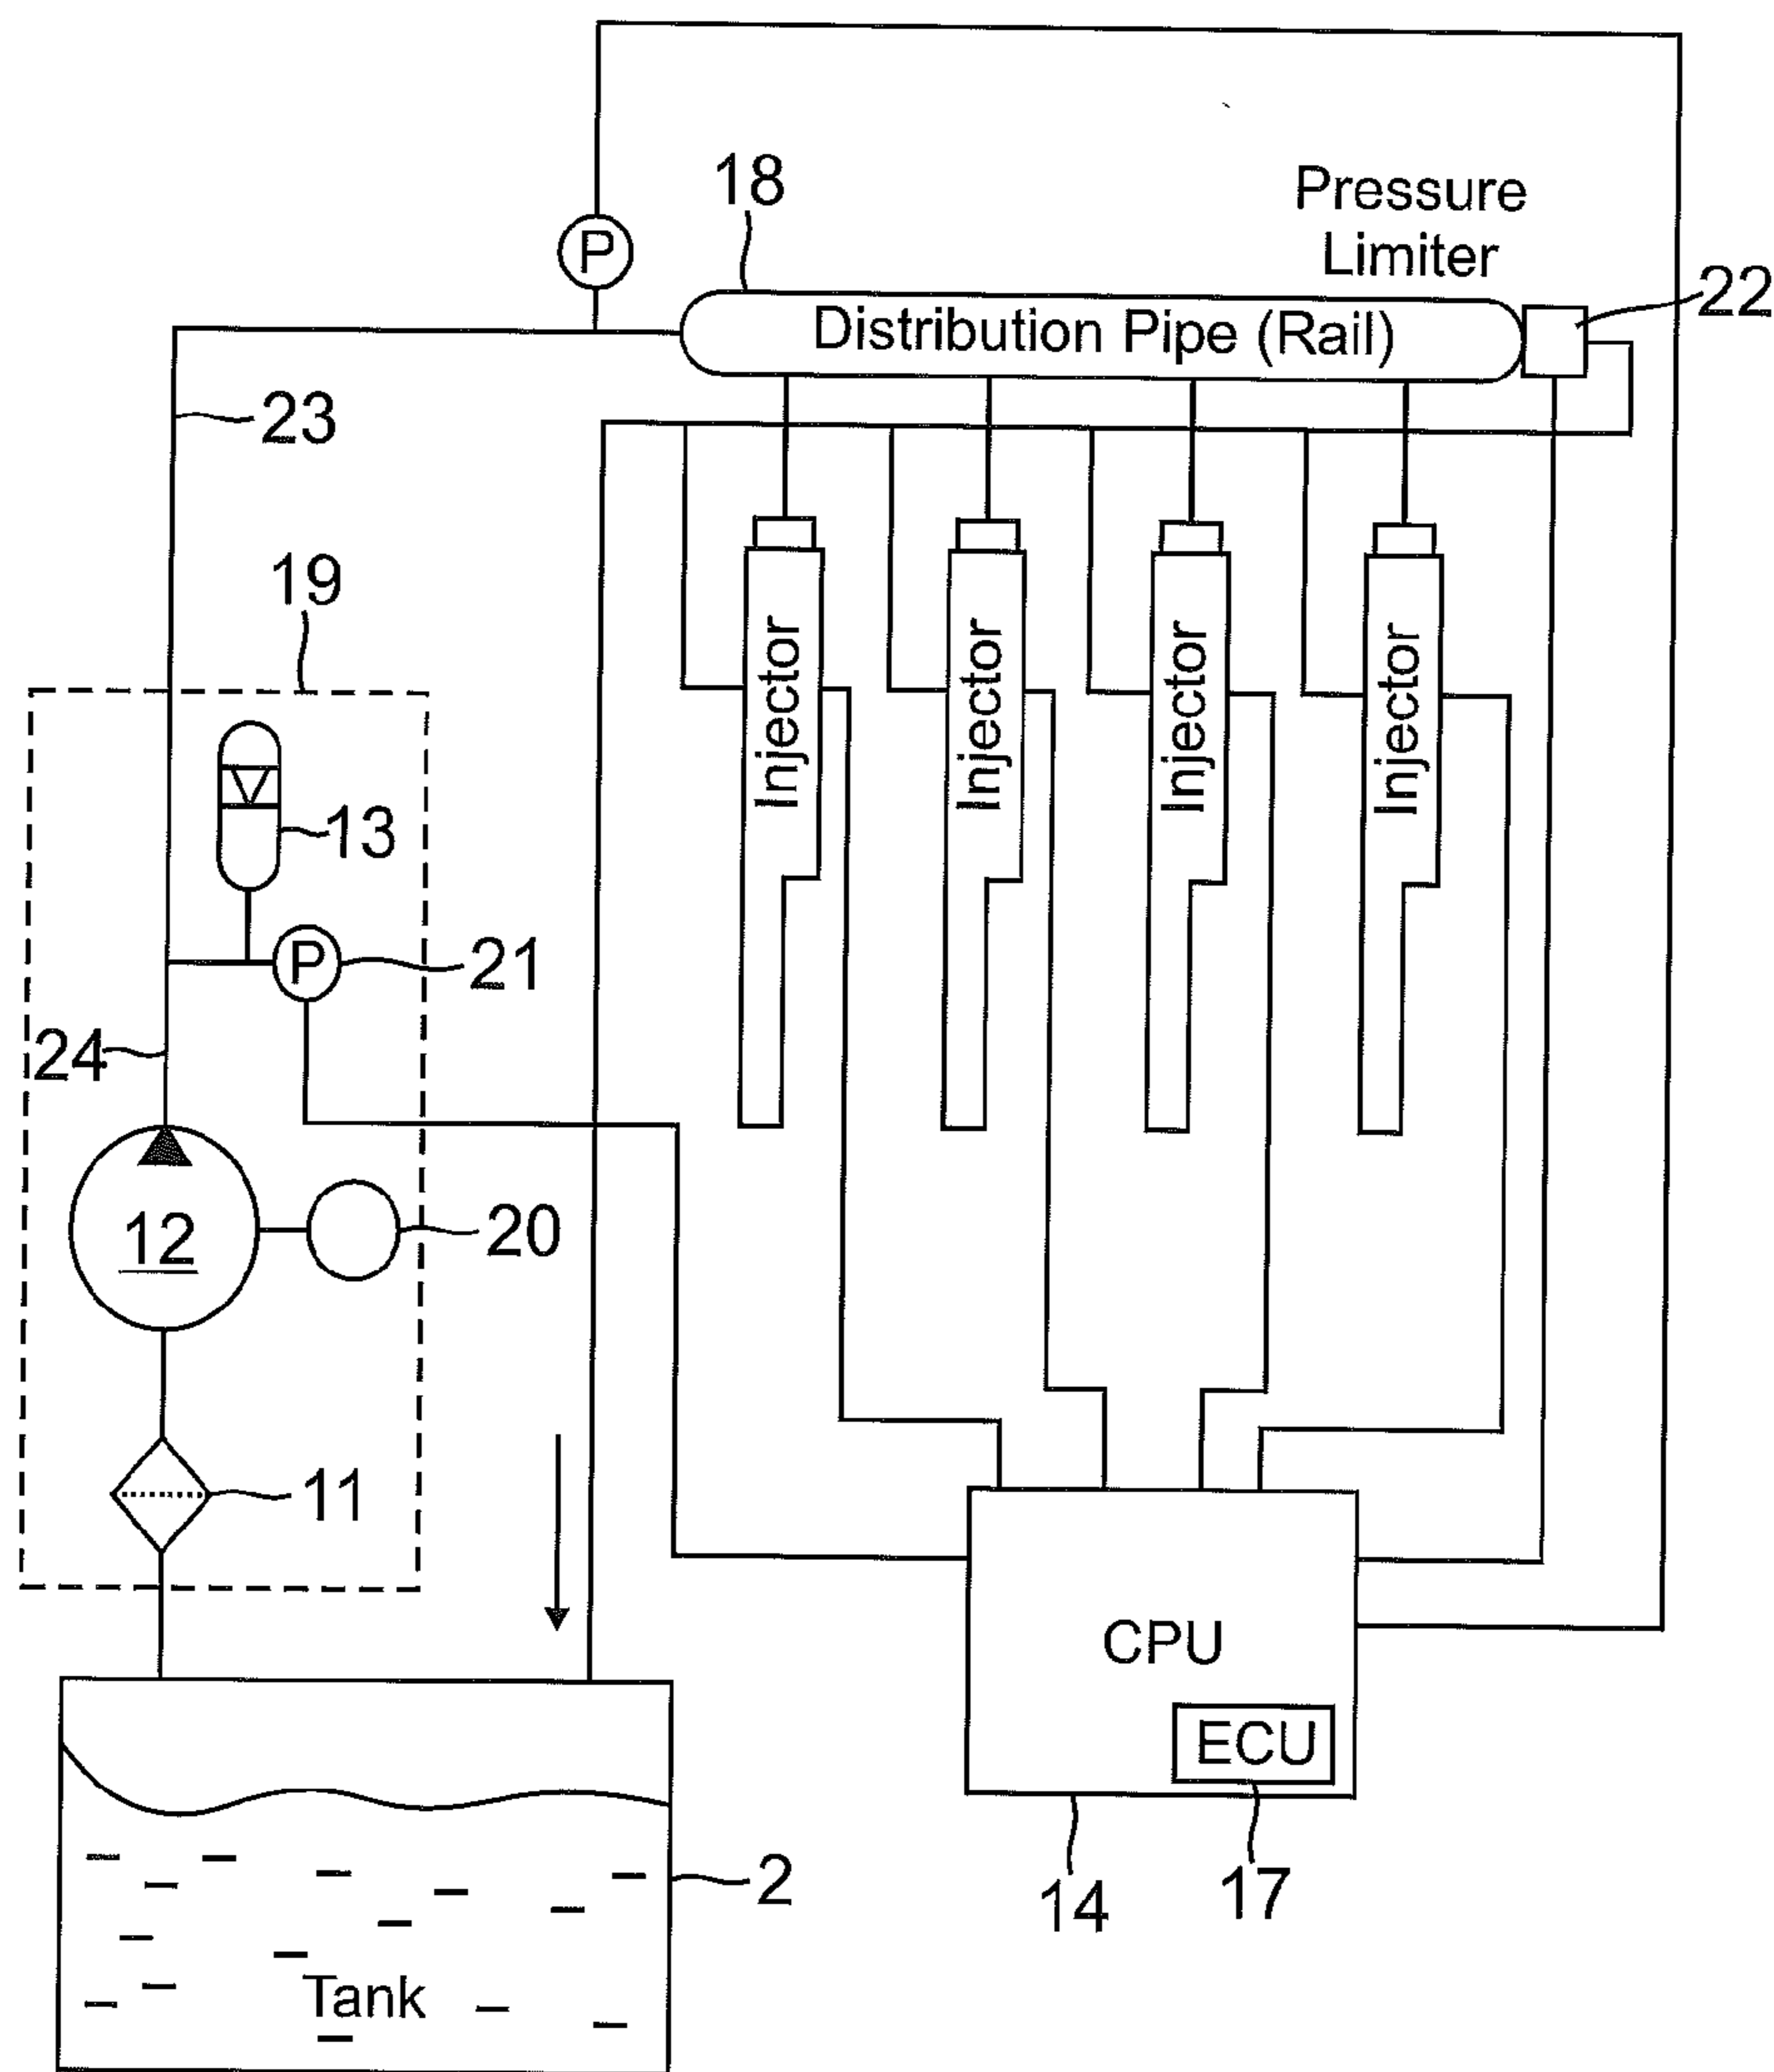 18
Pressure
Limiter
P
22
Distribution Pipe (Rail)
23
19
Injector
Injector
Injector
Injector
13
P
21
24
12
20
11
CPU
ECU
2
14
17
Tank